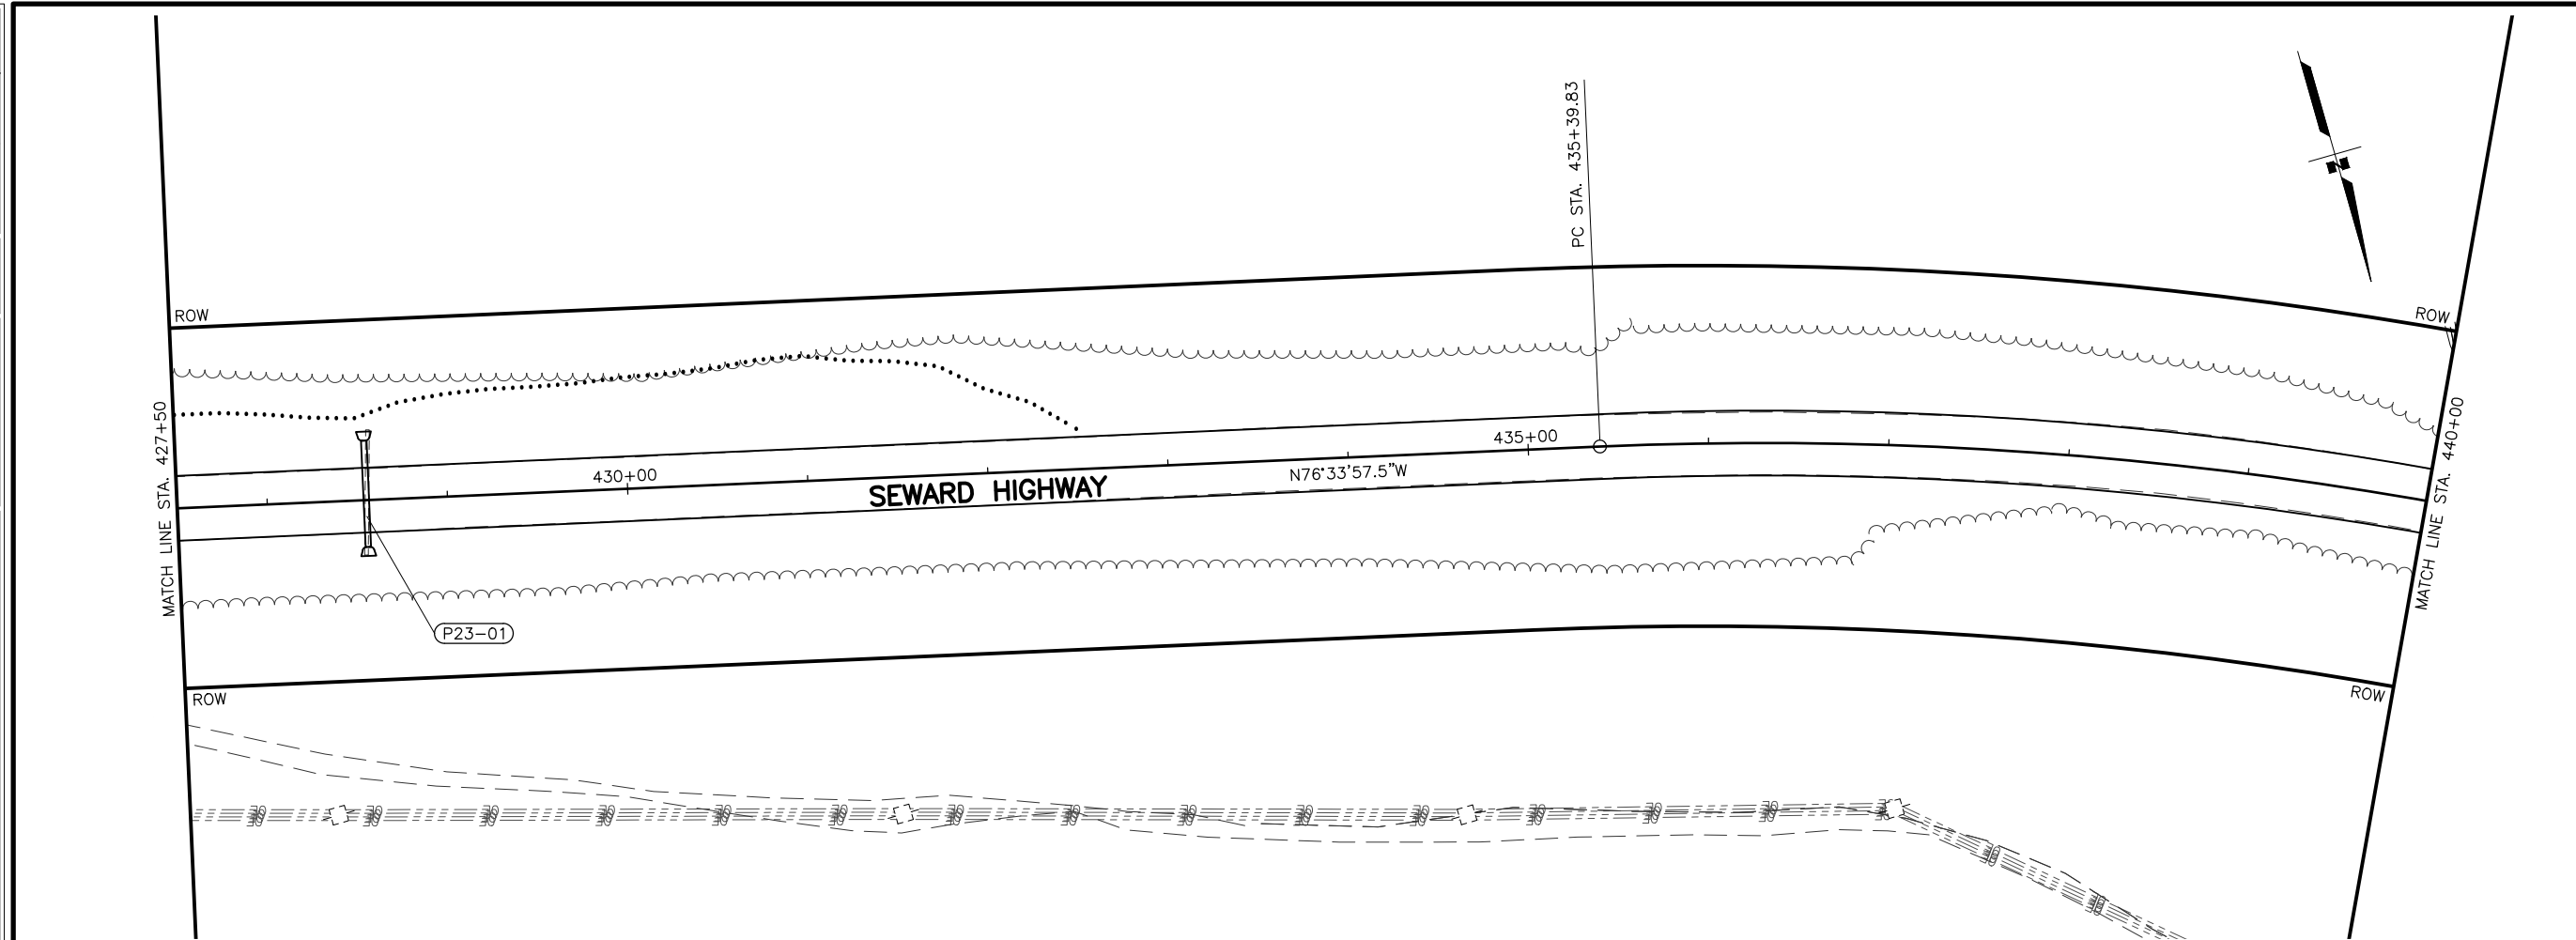 PC STA. 435+39.83
ROW
ROW
MATCH LINE STA. 427+50
MATCH LINE STA. 440+00
430+00
435+00
SEWARD HIGHWAY
N76°33'57.5"W
P23-01
ROW
ROW